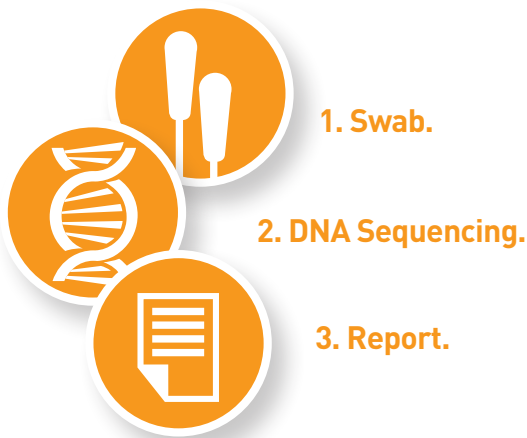 1. Swab.
2. DNA Sequencing.
3. Report.